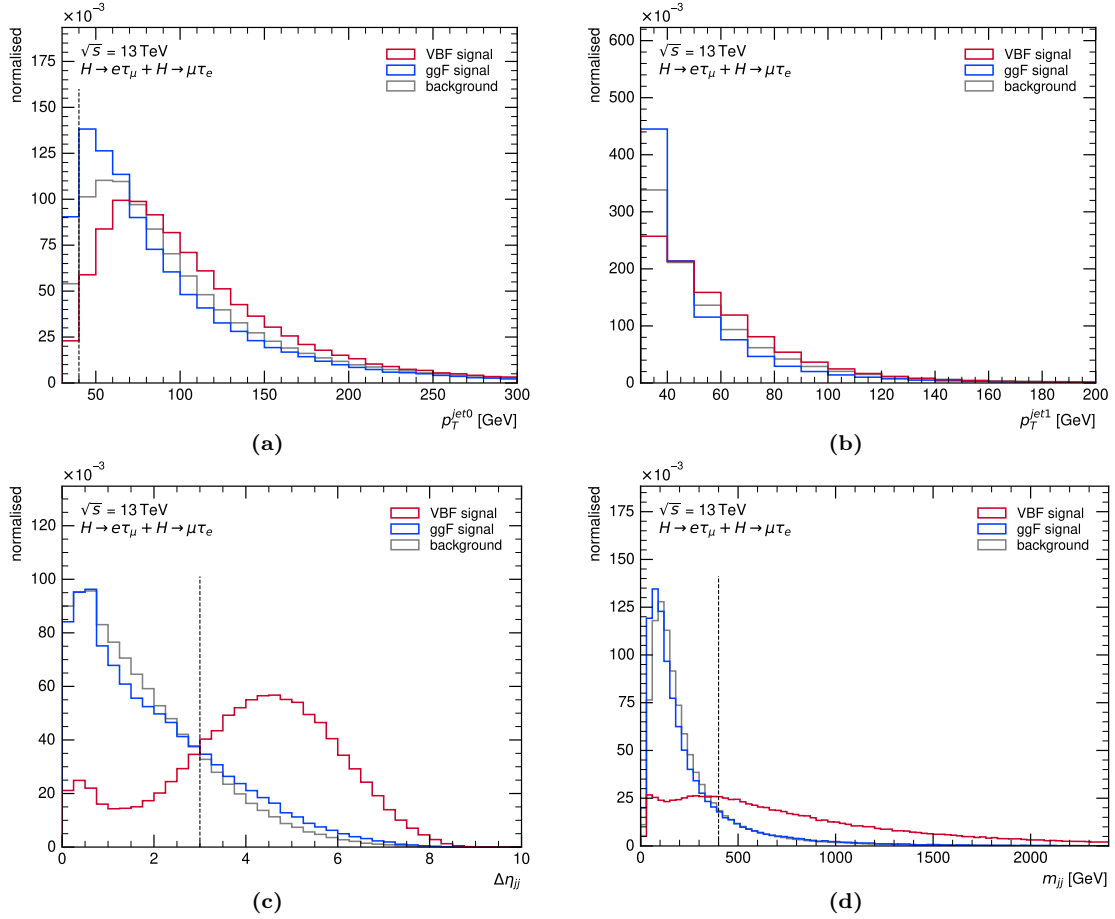 ×10⁻³
normalised
√s = 13 TeV
H → eτ_μ + H → μτ_e
VBF signal
ggF signal
background
175
150
125
100
75
50
25
0
50 100 150 200 250 300
p_T^{jet0} [GeV]
(a)
×10⁻³
normalised
√s = 13 TeV
H → eτ_μ + H → μτ_e
VBF signal
ggF signal
background
600
500
400
300
200
100
0
40 60 80 100 120 140 160 180 200
p_T^{jet1} [GeV]
(b)
×10⁻³
normalised
√s = 13 TeV
H → eτ_μ + H → μτ_e
VBF signal
ggF signal
background
120
100
80
60
40
20
0
0 2 4 6 8 10
Δη_{jj}
(c)
×10⁻³
normalised
√s = 13 TeV
H → eτ_μ + H → μτ_e
VBF signal
ggF signal
background
175
150
125
100
75
50
25
0
0 500 1000 1500 2000
m_{jj} [GeV]
(d)